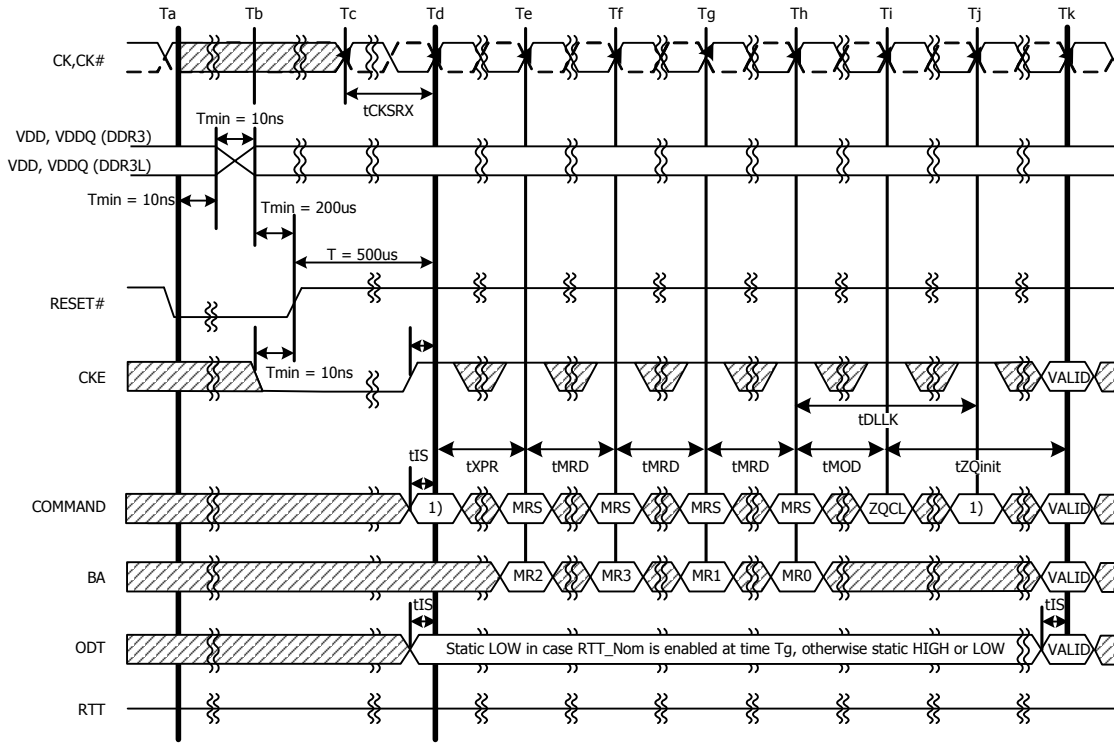 Ta Tb Tc Td Te Tf Tg Th Ti Tj Tk
CK,CK#
tCKSRX
Tmin = 10ns
VDD, VDDQ (DDR3)
VDD, VDDQ (DDR3L)
Tmin = 10ns
Tmin = 200us
T = 500us
RESET#
Tmin = 10ns
CKE
VALID
tDLLK
tIS
tXPR tMRD tMRD tMRD tMOD tZQinit
COMMAND
1) MRS MRS MRS MRS ZQCL 1) VALID
BA
MR2 MR3 MR1 MR0 VALID
tIS
tIS
ODT
Static LOW in case RTT_Nom is enabled at time Tg, otherwise static HIGH or LOW
VALID
RTT